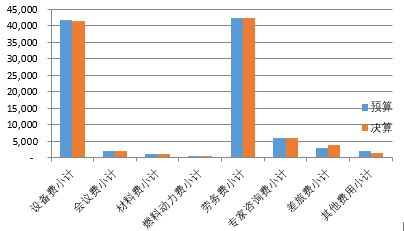 45,000
40,000
35,000
30,000
25,000
20,000
15,000
10,000
5,000
-
预算
决算
设备费小计
会议费小计
材料费小计
燃料动力费小计
劳务费小计
专家咨询费小计
差旅费小计
其他费用小计